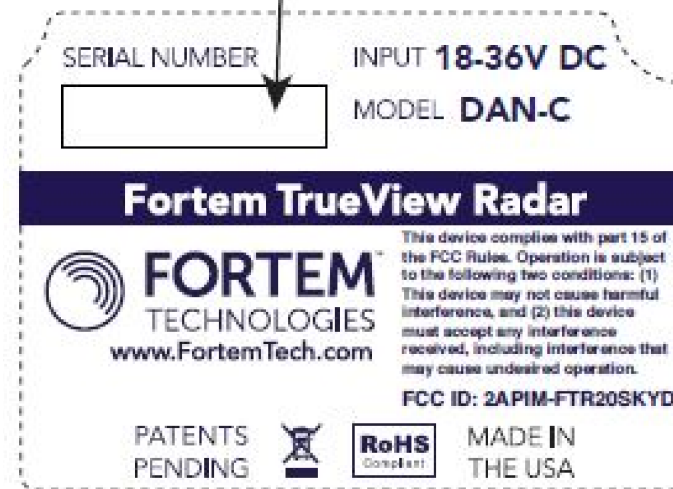 SERIAL NUMBER
INPUT 18-36V DC
MODEL DAN-C
Fortem TrueView Radar
FORTEM™
TECHNOLOGIES
www.FortemTech.com
This device complies with part 15 of
the FCC Rules. Operation is subject
to the following two conditions: (1)
This device may not cause harmful
interference, and (2) this device
must accept any interference
received, including interference that
may cause undesired operation.
FCC ID: 2APIM-FTR20SKYD
PATENTS
PENDING
RoHS
Compliant
MADE IN
THE USA